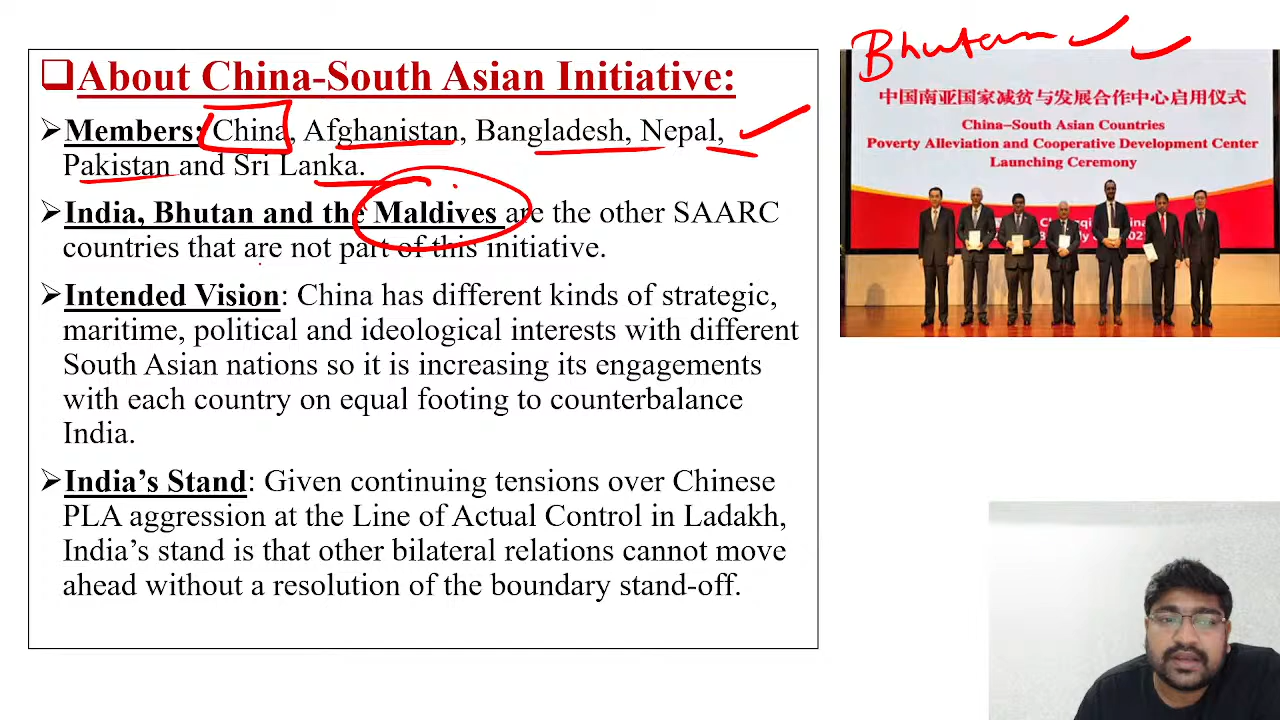 About China-South Asian Initiative:
Members: China, Afghanistan, Bangladesh, Nepal,
Pakistan and Sri Lanka.
India, Bhutan and the Maldives are the other SAARC
countries that are not part of this initiative.
Intended Vision: China has different kinds of strategic,
maritime, political and ideological interests with different
South Asian nations so it is increasing its engagements
with each country on equal footing to counterbalance
India.
India’s Stand: Given continuing tensions over Chinese
PLA aggression at the Line of Actual Control in Ladakh,
India’s stand is that other bilateral relations cannot move
ahead without a resolution of the boundary stand-off.
Bhutan
中国南亚国家减贫与发展合作中心启用仪式
China–South Asian Countries
Poverty Alleviation and Cooperative Development Center
Launching Ceremony